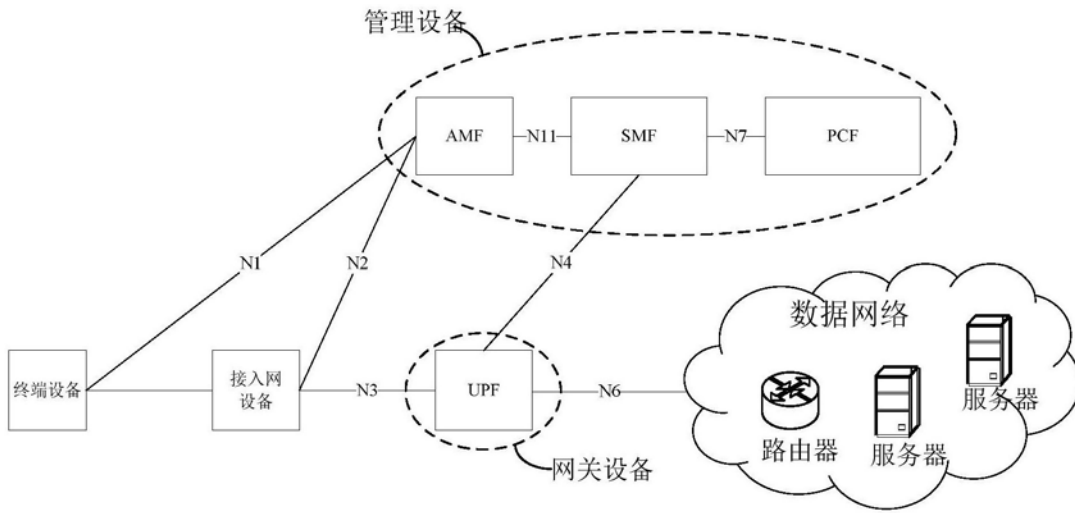 管理设备
AMF
N11
SMF
N7
PCF
N1
N2
N4
数据网络
终端设备
接入网
设备
N3
UPF
N6
服务器
路由器
服务器
网关设备